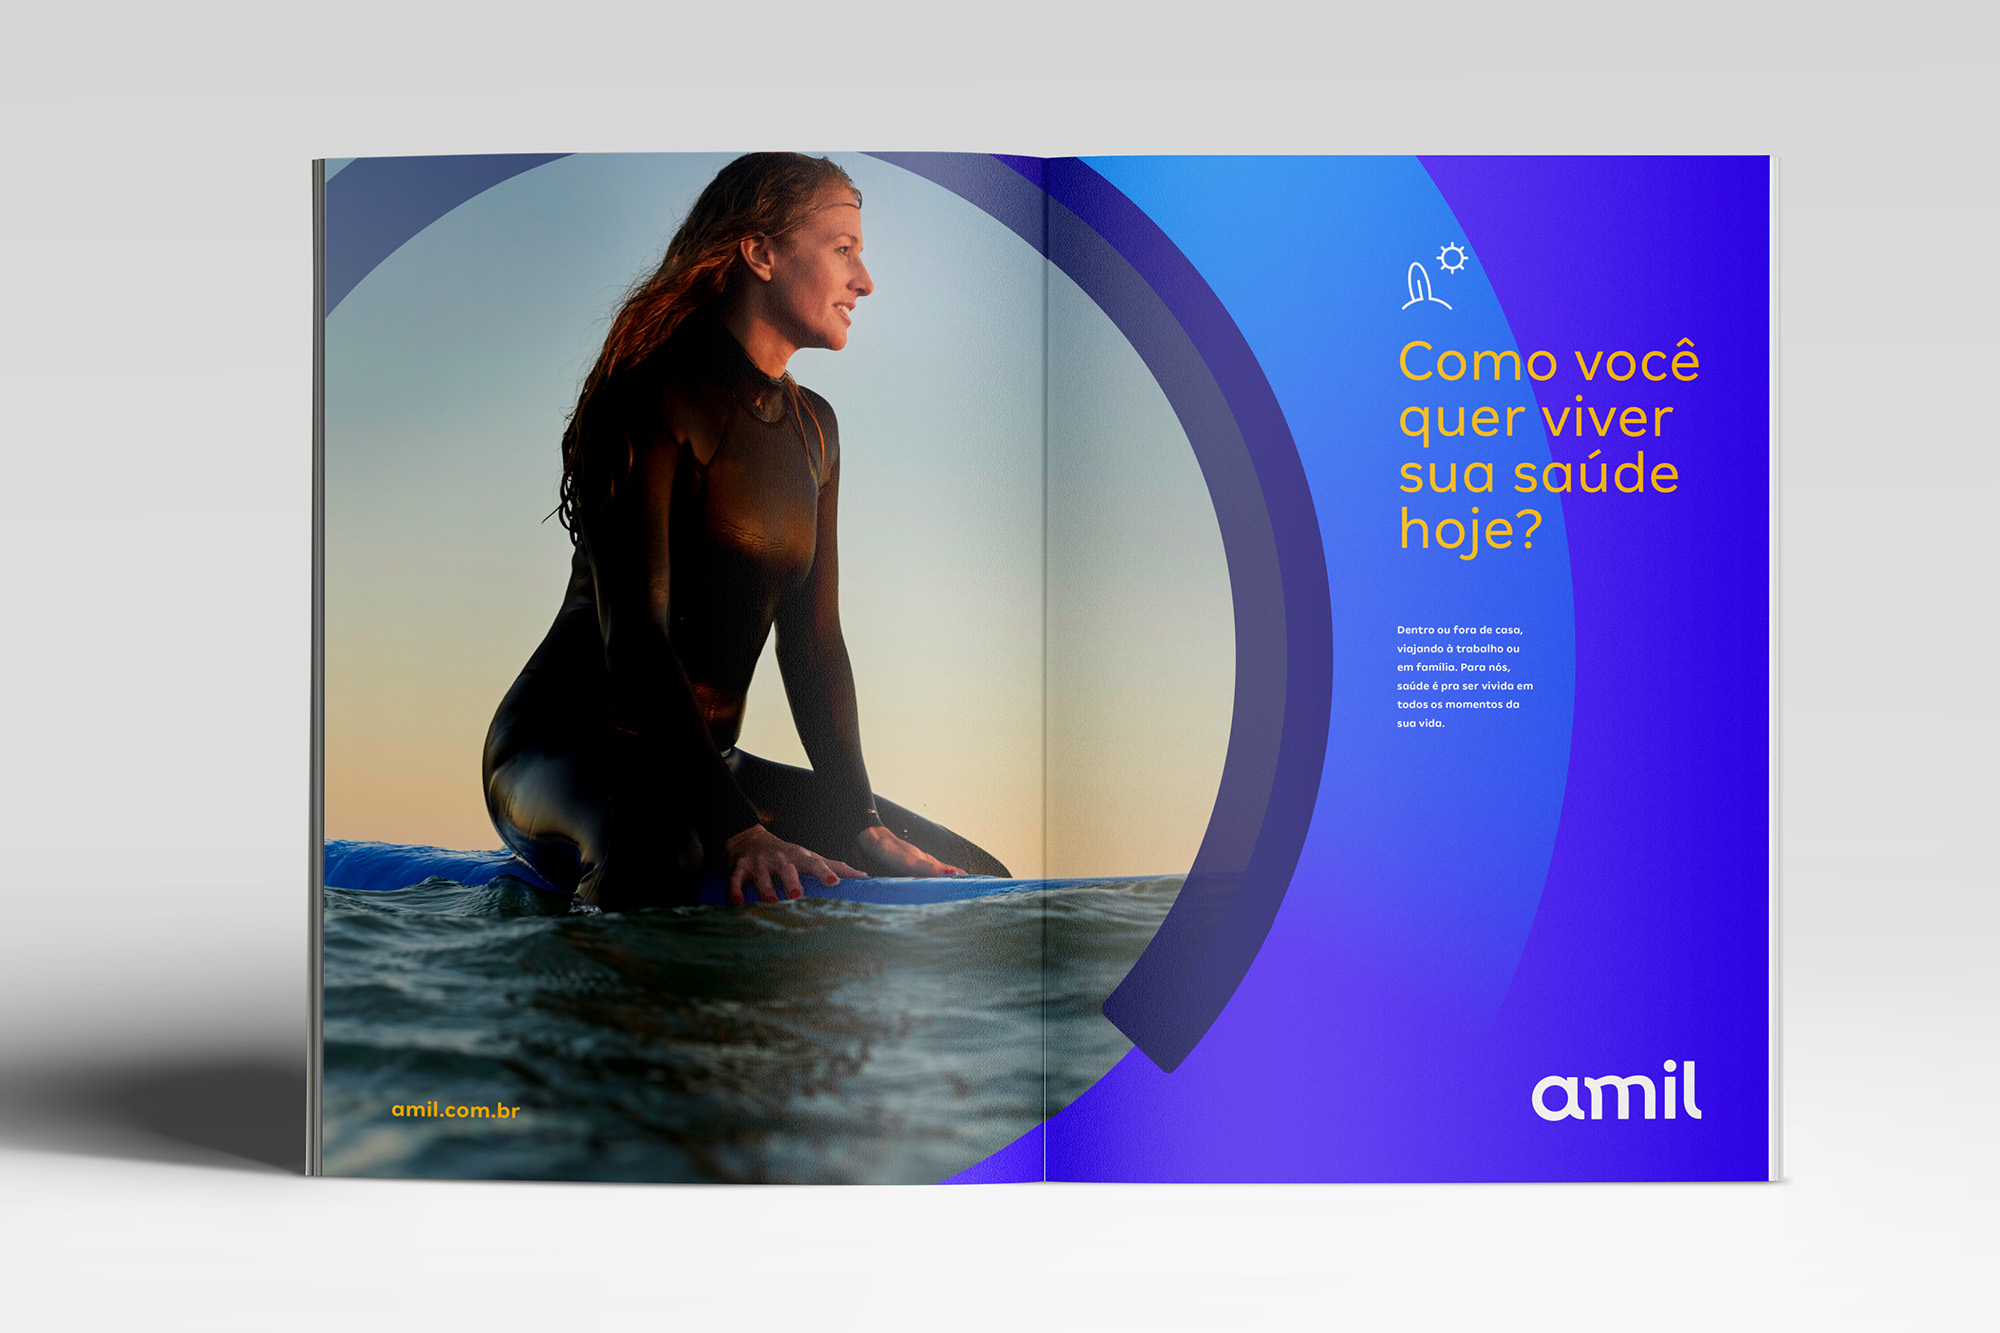 amil.com.br
Como você
quer viver
sua saúde
hoje?
Dentro ou fora de casa,
viajando à trabalho ou
em família. Para nós,
saúde é pra ser vivida em
todos os momentos da
sua vida.
amil